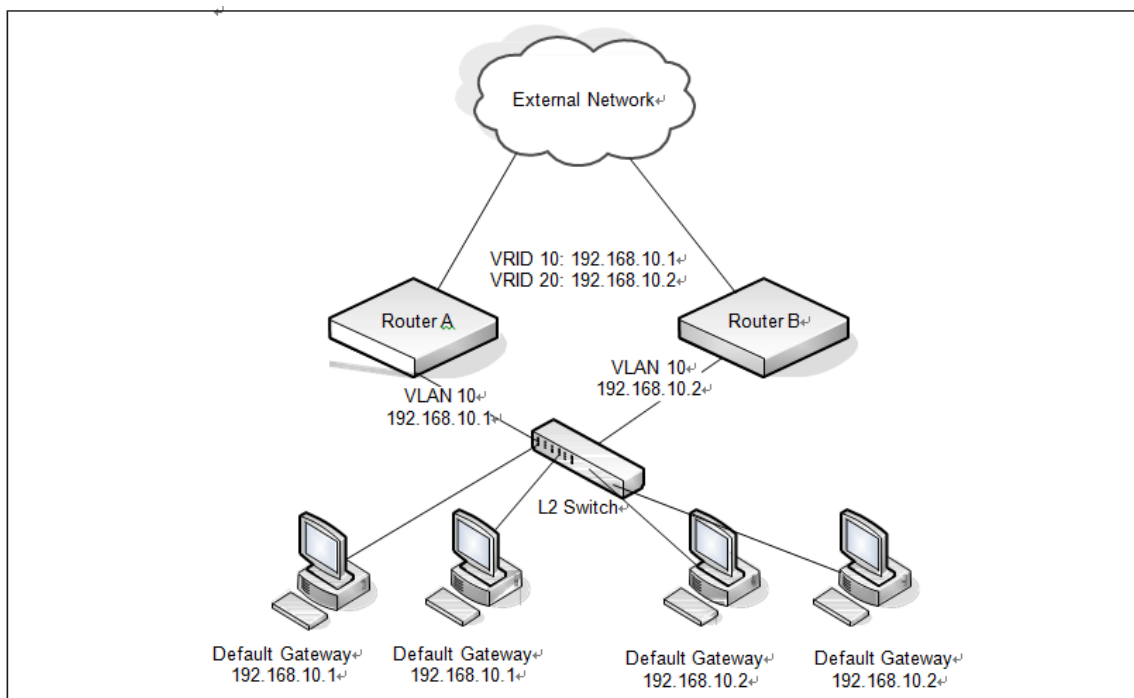 External Network
VRID 10: 192.168.10.1
VRID 20: 192.168.10.2
Router A
Router B
VLAN 10
192.168.10.1
VLAN 10
192.168.10.2
L2 Switch
Default Gateway
192.168.10.1
Default Gateway
192.168.10.1
Default Gateway
192.168.10.2
Default Gateway
192.168.10.2